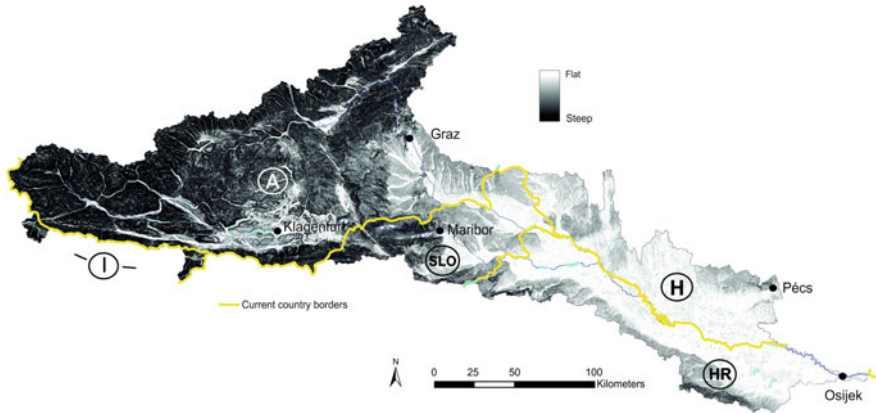 Flat
Steep
Graz
A
Klagenfurt
Maribor
I
SLO
H
Pécs
Current country borders
N
0 25 50 100
Kilometers
HR
Osijek